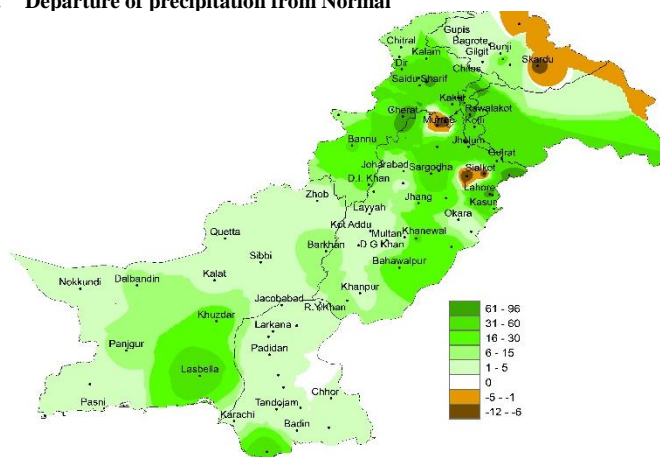 Departure of precipitation from Normal
Chitral
Gupis
Bagrote
Bunji
Kalam
Gilgit
Dir
Chilas
Skardu
Saidu Sharif
Kakul
Rawalakot
Cherat
Murree
Kotli
Bannu
Jhelum
Gujrat
Joharabad
Sargodha
Sialkot
D.I. Khan
Lahore
Zhob
Jhang
Kasur
Layyah
Okara
Quetta
Kot Addu
Multan
Khanewal
Sibbi
Barkhan
D G Khan
Bahawalpur
Nokkundi
Dalbandin
Kalat
Khanpur
Jacobabad
R.Y.Khan
Khuzdar
Larkana
Panjgur
Padidan
Lasbella
Chhor
Pasni
Tandojam
Karachi
Badin
61 - 96
31 - 60
16 - 30
6 - 15
1 - 5
0
-5 - -1
-12 - -6